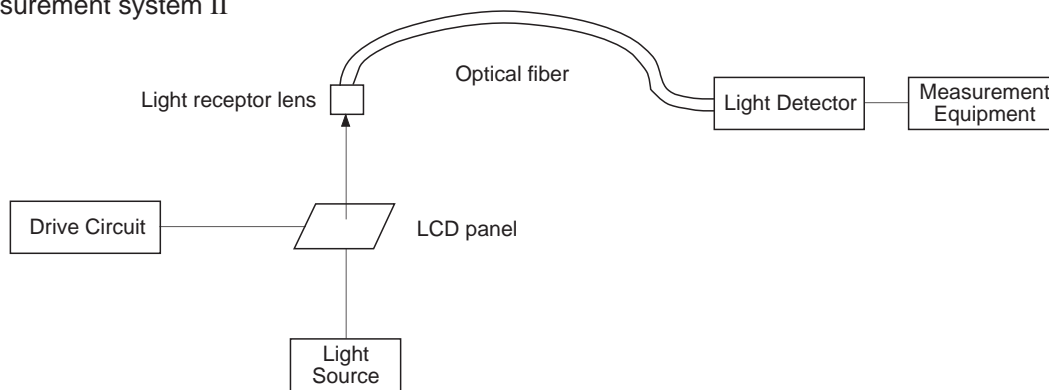 surement system II
Optical fiber
Light receptor lens
Light Detector
Measurement
Equipment
Drive Circuit
LCD panel
Light
Source